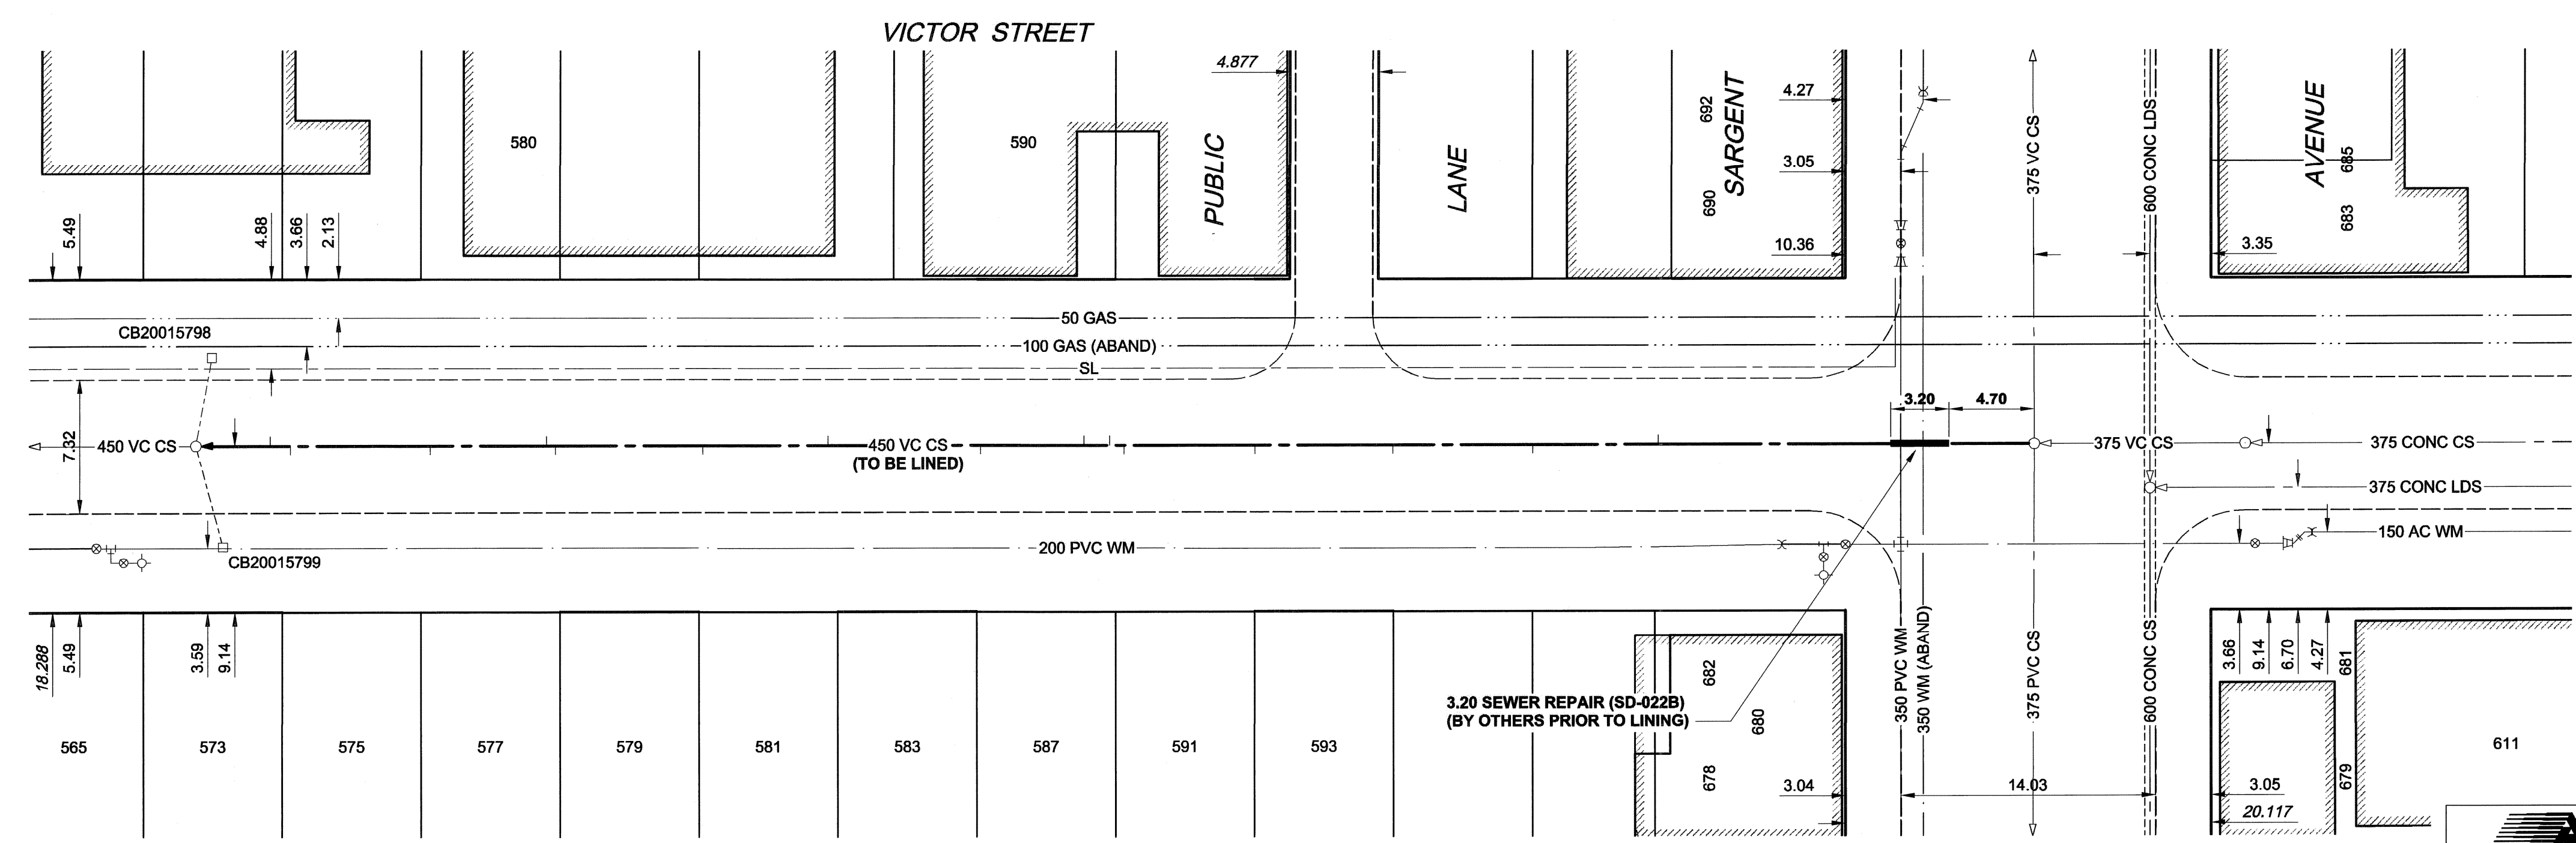 VICTOR STREET
4.877
580
590
PUBLIC
LANE
692
690
SARGENT
4.27
3.05
10.36
375 VC CS
600 CONC LDS
AVENUE
685
683
3.35
5.49
4.88
3.66
2.13
CB20015798
50 GAS
100 GAS (ABAND)
SL
7.32
450 VC CS
450 VC CS
(TO BE LINED)
3.20
4.70
375 VC CS
375 CONC CS
375 CONC LDS
150 AC WM
200 PVC WM
CB20015799
18.288
5.49
3.59
9.14
565
573
575
577
579
581
583
587
591
593
3.20 SEWER REPAIR (SD-022B)
(BY OTHERS PRIOR TO LINING)
682
680
678
3.04
350 PVC WM
350 WM (ABAND)
375 PVC CS
600 CONC CS
14.03
3.66
9.14
6.70
4.27
681
679
3.05
20.117
611